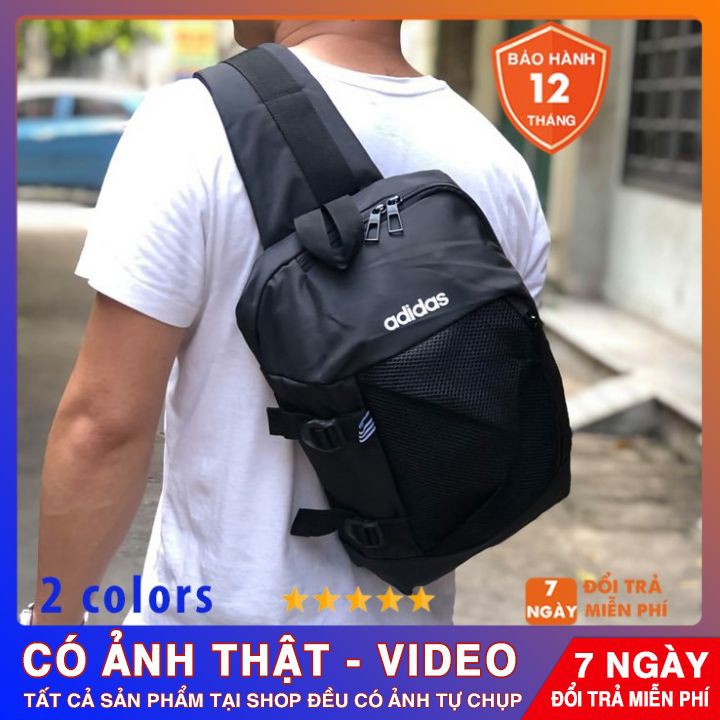 BẢO HÀNH
12
THÁNG
adidas
2 colors
7
NGÀY
ĐỔI TRẢ
MIỄN PHÍ
CÓ ẢNH THẬT - VIDEO
TẤT CẢ SẢN PHẨM TẠI SHOP ĐỀU CÓ ẢNH TỰ CHỤP
7 NGÀY
ĐỔI TRẢ MIỄN PHÍ